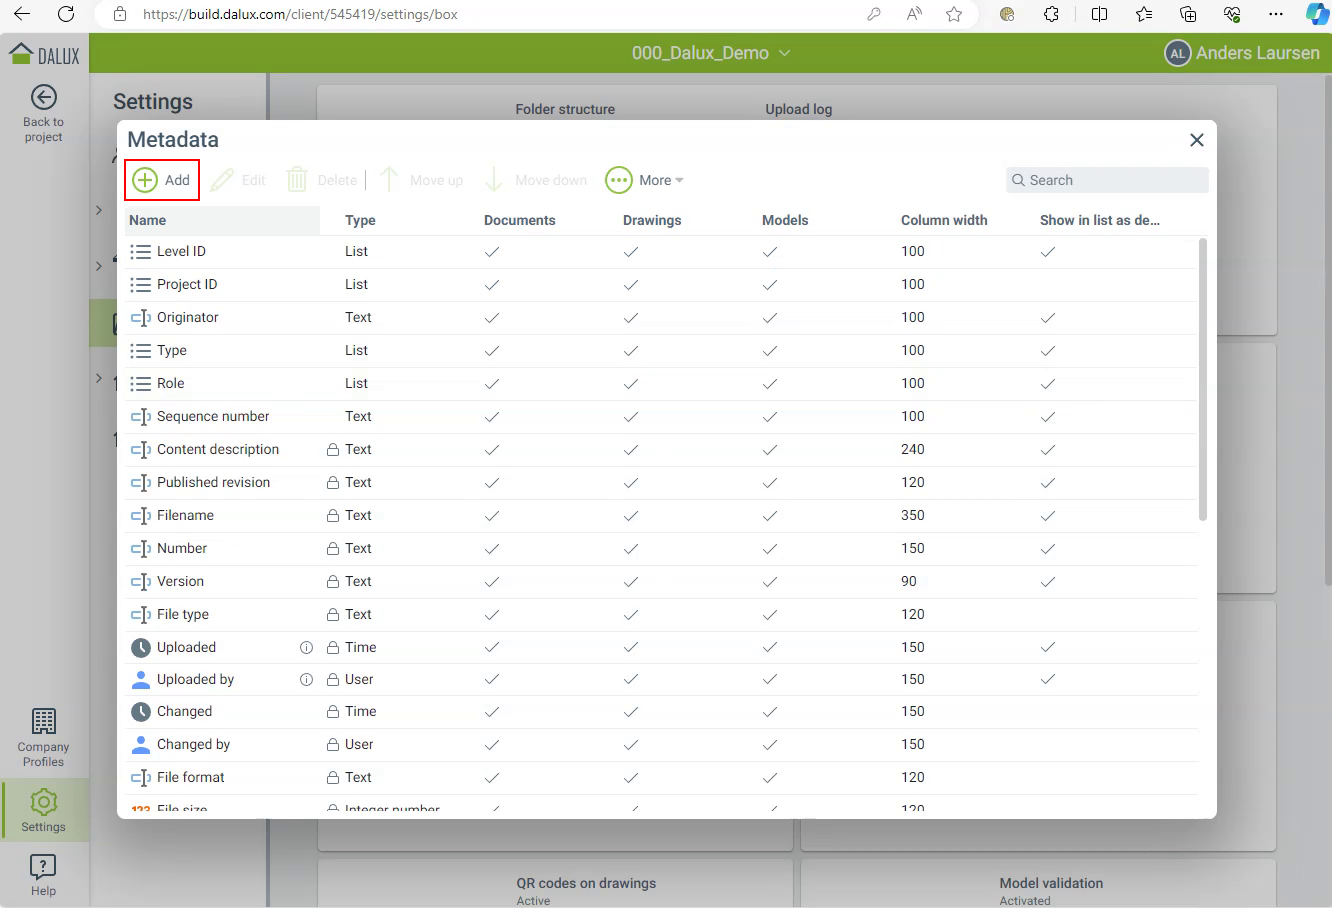 https://build.dalux.com/client/545419/settings/box
DALUX
000_Dalux_Demo
AL Anders Laursen
Back to
project
Settings
Folder structure
Upload log
Metadata
Add
Edit
Delete
Move up
Move down
More
Search
Name Type Documents Drawings Models Column width Show in list as de...
Level ID List 100
Project ID List 100
Originator Text 100
Type List 100
Role List 100
Sequence number Text 100
Content description Text 240
Published revision Text 120
Filename Text 350
Number Text 150
Version Text 90
File type Text 120
Uploaded Time 150
Uploaded by User 150
Changed Time 150
Changed by User 150
File format Text 120
123 File size Integer number 120
Company
Profiles
Settings
Help
QR codes on drawings
Active
Model validation
Activated